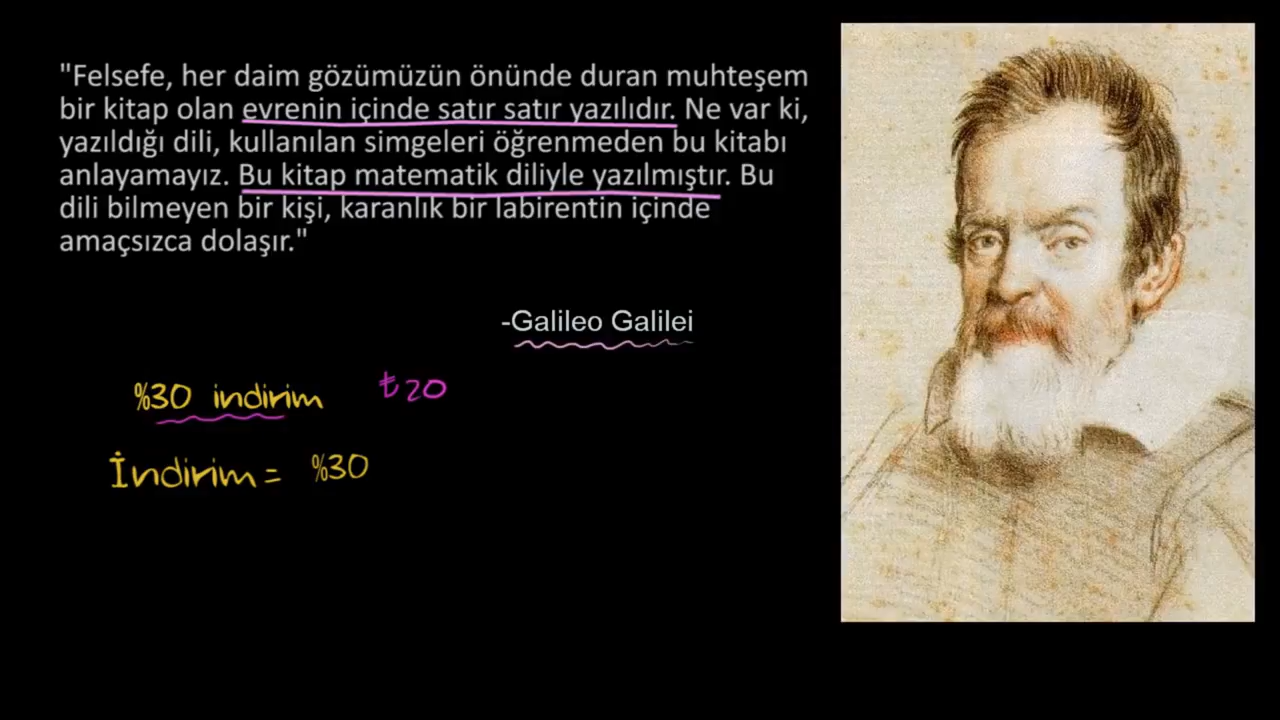 "Felsefe, her daim gözümüzün önünde duran muhteşem
bir kitap olan evrenin içinde satır satır yazılıdır. Ne var ki,
yazıldığı dili, kullanılan simgeleri öğrenmeden bu kitabı
anlayamayız. Bu kitap matematik diliyle yazılmıştır. Bu
dili bilmeyen bir kişi, karanlık bir labirentin içinde
amaçsızca dolaşır."
-Galileo Galilei
%30 indirim ₺20
İndirim = %30